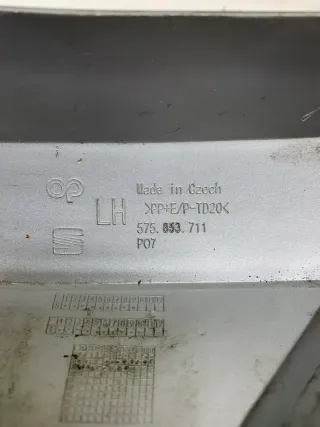 Made in Czech
LH
>PP+E/P-TD20<
575.853.711
P07